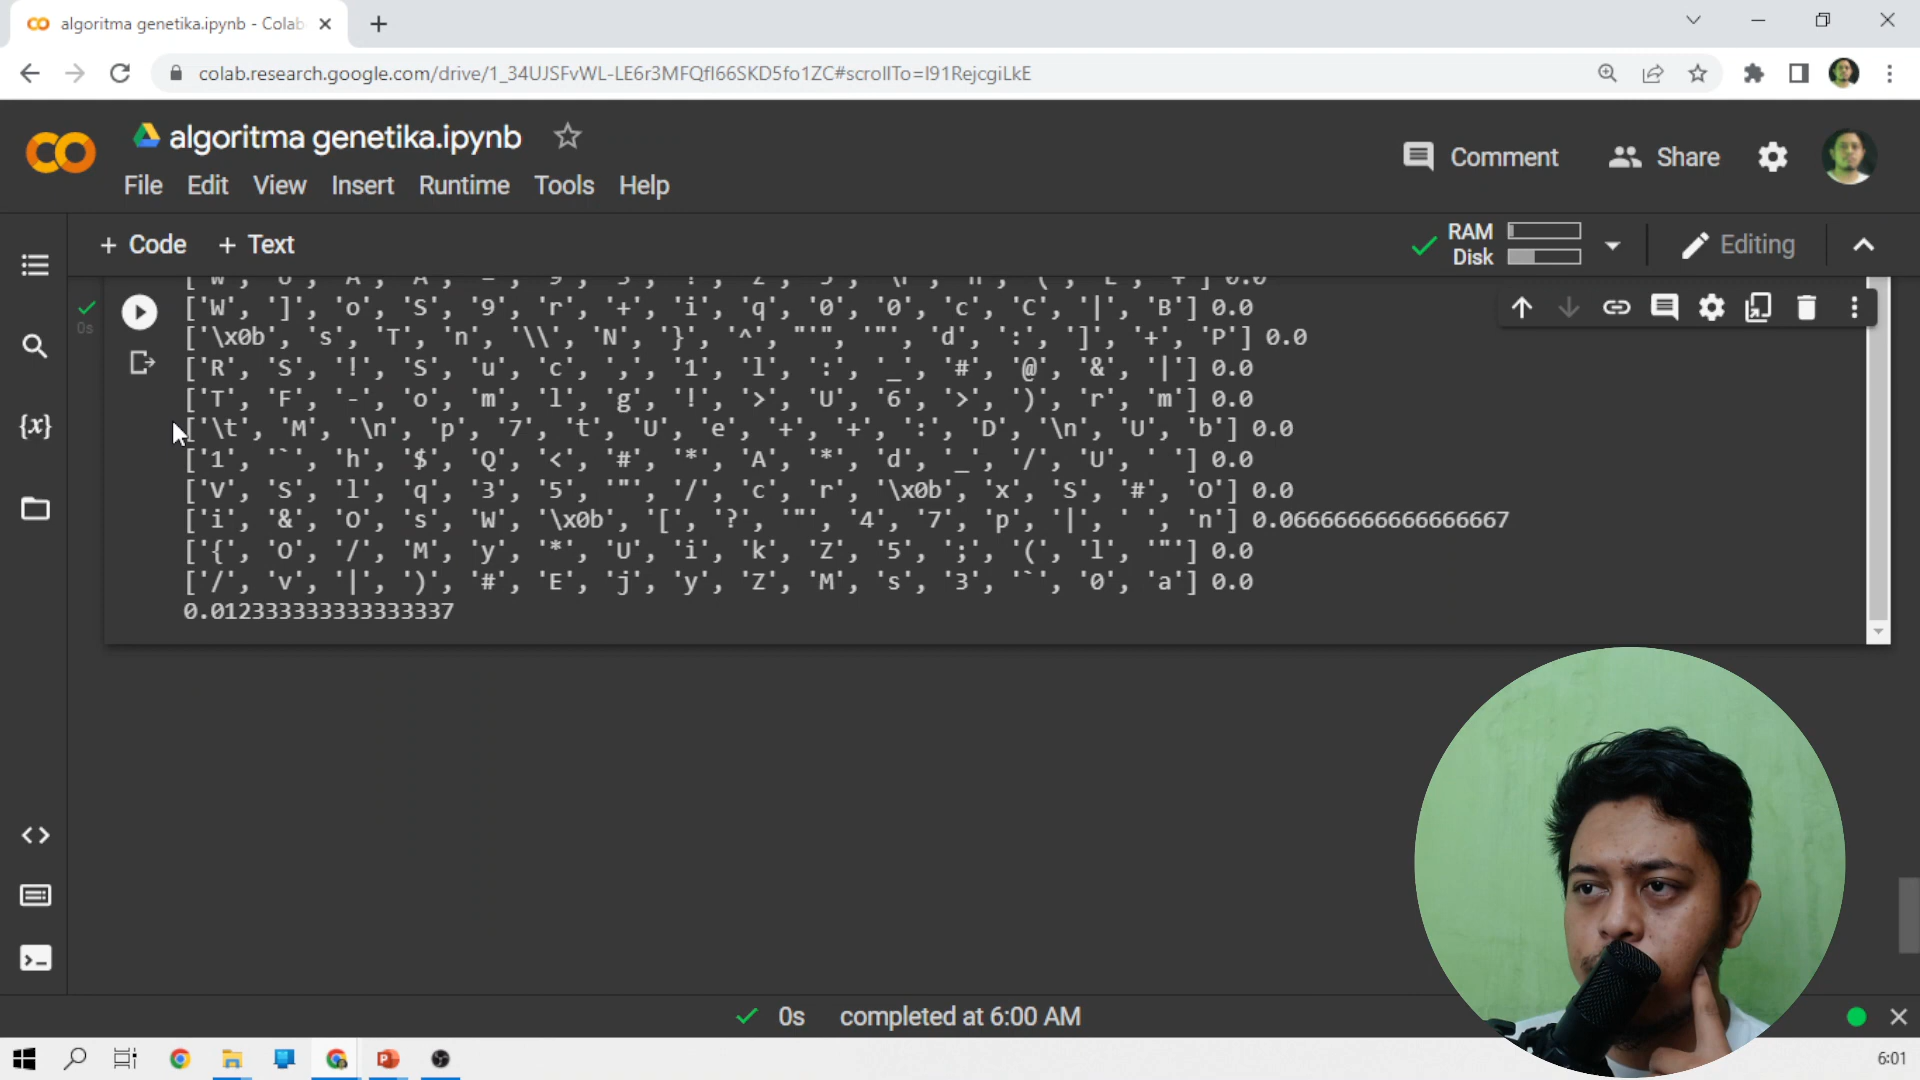 algoritma genetika.ipynb - Colab
colab.research.google.com/drive/1_34UJSFvWL-LE6r3MFQfI66SKD5fo1ZC#scrollTo=I91RejcgiLkE
algoritma genetika.ipynb
Comment
Share
File Edit View Insert Runtime Tools Help
+ Code + Text
RAM
Disk
Editing
['W', ']', 'o', 'S', '9', 'r', '+', 'i', 'q', '0', '0', 'c', 'C', '|', 'B'] 0.0
['\x0b', 's', 'T', 'n', '\\', 'N', '}', '^', "'", '"', 'd', ':', ']', '+', 'P'] 0.0
['R', 'S', '!', 'S', 'u', 'c', ',', '1', 'l', ':', '_', '#', '@', '&', '|'] 0.0
['T', 'F', '-', 'o', 'm', 'l', 'g', '!', '>', 'U', '6', '>', ')', 'r', 'm'] 0.0
['\t', 'M', '\n', 'p', '7', 't', 'U', 'e', '+', '+', ':', 'D', '\n', 'U', 'b'] 0.0
['1', '`', 'h', '$', 'Q', '<', '#', '*', 'A', '*', 'd', '_', '/', 'U', ' '] 0.0
['V', 'S', 'l', 'q', '3', '5', '"', '/', 'c', 'r', '\x0b', 'x', 'S', '#', 'O'] 0.0
['i', '&', 'O', 's', 'W', '\x0b', '[', '?', '"', '4', '7', 'p', '|', ' ', 'n'] 0.06666666666666667
['{', 'O', '/', 'M', 'y', '*', 'U', 'i', 'k', 'Z', '5', ';', '(', 'l', '"'] 0.0
['/', 'v', '|', ')', '#', 'E', 'j', 'y', 'Z', 'M', 's', '3', '`', '0', 'a'] 0.0
0.012333333333333337
0s
{x}
0s completed at 6:00 AM
6:01